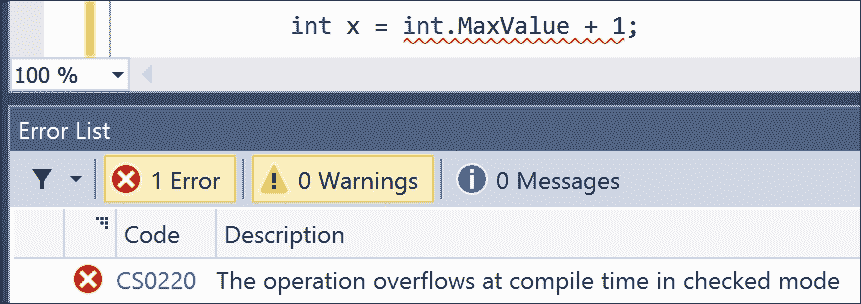 int x = int.MaxValue + 1;
100 %
Error List
1 Error 0 Warnings 0 Messages
Code Description
CS0220 The operation overflows at compile time in checked mode